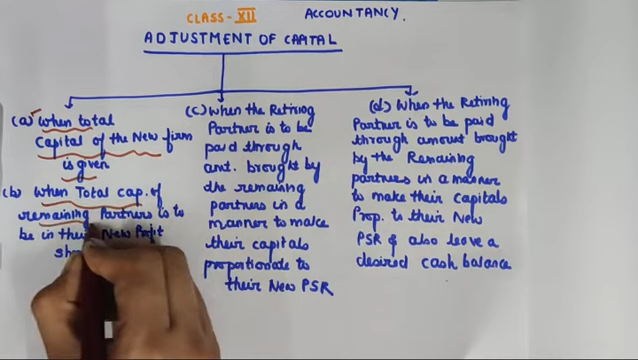 CLASS-XII ACCOUNTANCY.
ADJUSTMENT OF CAPITAL
(a) When total
Capital of the New firm
is given
(b) When Total cap. of
remaining Partners is to
be in their New Profit
(c) When the Retiring
Partner is to be
paid through
amt. brought by
the remaining
partners in a
manner to make
their capitals
proportionate to
their New PSR
(d) When the Retiring
Partner is to be paid
through amount brought
by the Remaining
partners in a manner
to make their capitals
Prop. to their New
PSR & also leave a
desired cash balance